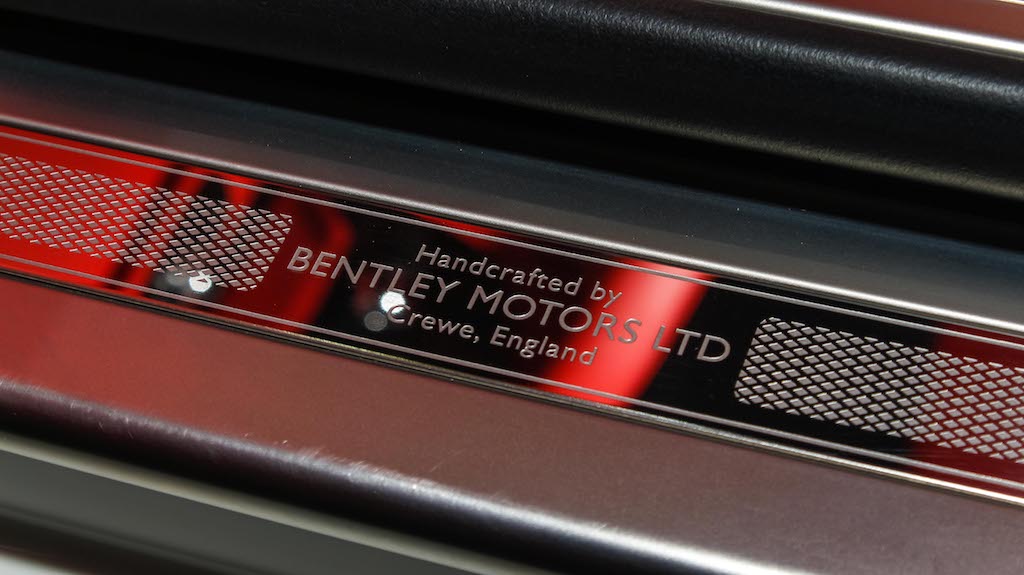 Handcrafted by
BENTLEY MOTORS LTD
Crewe, England